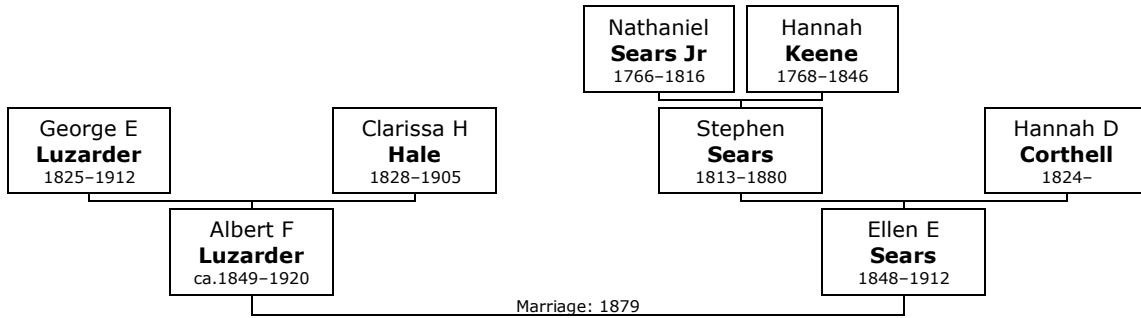 Nathaniel
Sears Jr
1766–1816
Hannah
Keene
1768–1846
George E
Luzarder
1825–1912
Clarissa H
Hale
1828–1905
Stephen
Sears
1813–1880
Hannah D
Corthell
1824–
Albert F
Luzarder
ca.1849–1920
Ellen E
Sears
1848–1912
Marriage: 1879